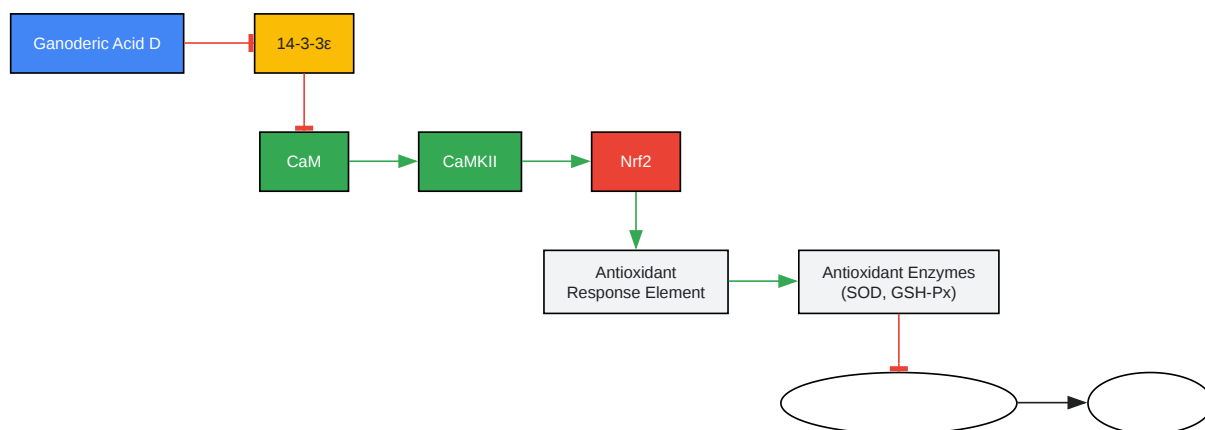 Ganoderic Acid D
14-3-3ε
CaM
CaMKII
Nrf2
Antioxidant
Response Element
Antioxidant Enzymes
(SOD, GSH-Px)